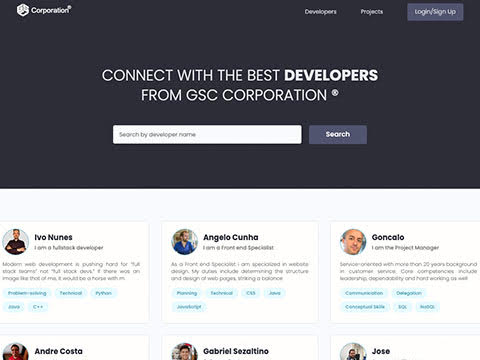 Corporation®
Developers
Projects
Login/Sign Up
CONNECT WITH THE BEST DEVELOPERS
FROM GSC CORPORATION ®
Search by developer name
Search
Ivo Nunes
I am a fullstack developer
Modern web development is pushing hard for "full
stack teams" not "full stack devs." If there was an
image like that of me, it would be a horse with m
Problem-solving
Technical
Python
Java
C++
Angelo Cunha
I am a Front end Specialist
As a Front end Specialist, i am specialized in website
design. My duties include determining the structure
and design of web pages, striking a balance
Planning
Technical
CSS
Java
JavaScript
Goncalo
I am the Project Manager
Service-oriented with more than 20 years background
in customer service. Core competencies include
leadership, dependability and hard working as well
Communication
Delegation
Conceptual Skills
SQL
NoSQL
Andre Costa
Gabriel Sezaltino
Jose